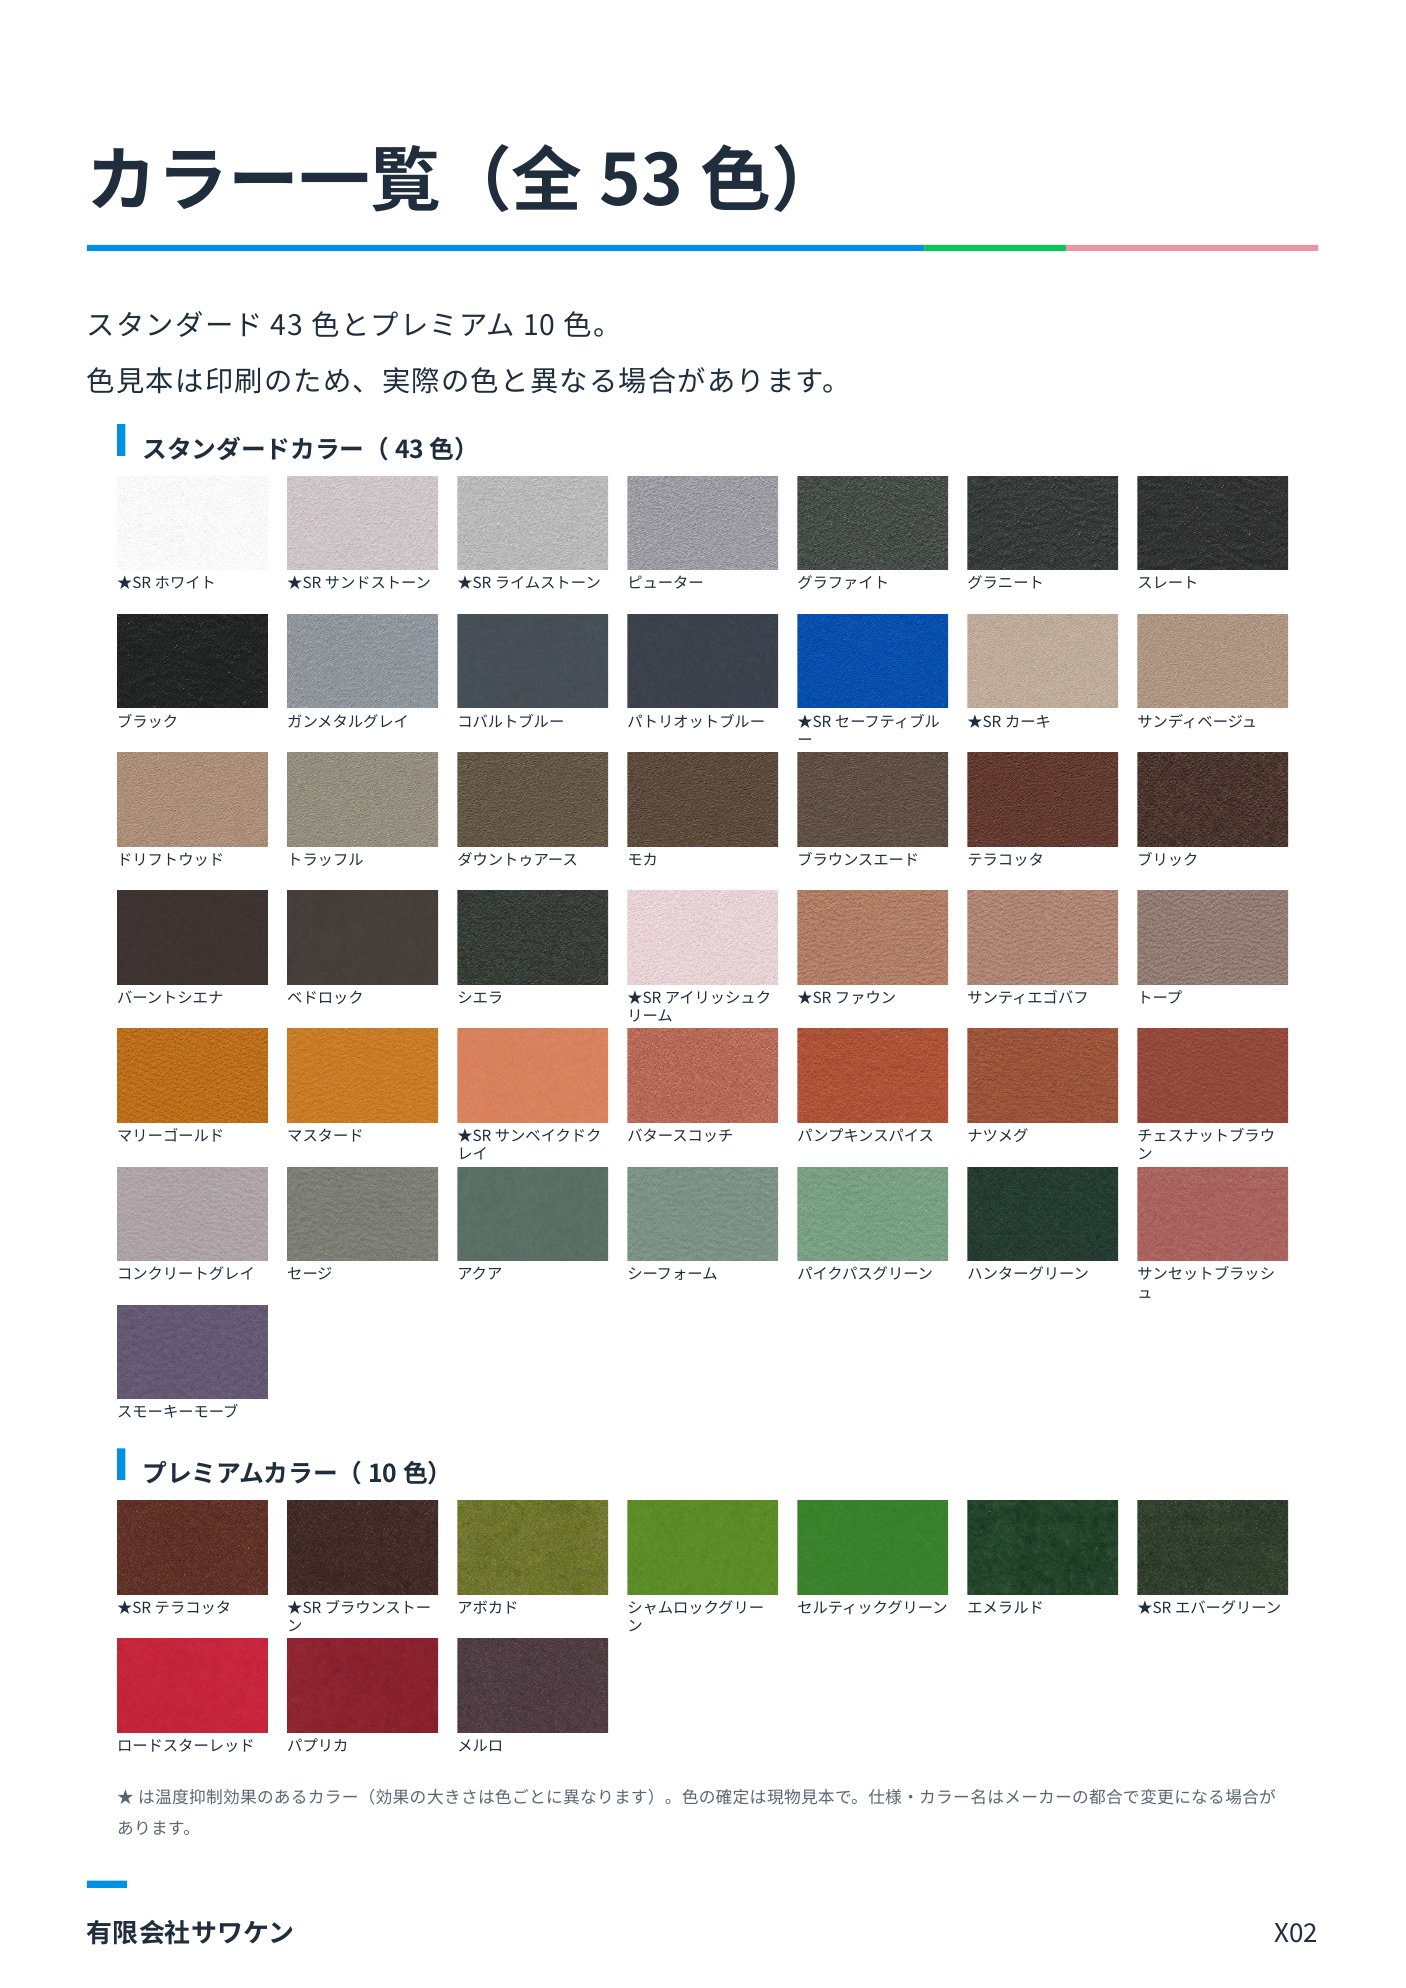 カラー一覧（全 53 色）
スタンダード 43 色とプレミアム 10 色。
色見本は印刷のため、実際の色と異なる場合があります。
スタンダードカラー（ 43 色）
★SR ホワイト
★SR サンドストーン
★SR ライムストーン
ピューター
グラファイト
グラニート
スレート
ブラック
ガンメタルグレイ
コバルトブルー
パトリオットブルー
★SR セーフティブル
ー
★SR カーキ
サンディベージュ
ドリフトウッド
トラッフル
ダウントゥアース
モカ
ブラウンスエード
テラコッタ
ブリック
バーントシエナ
ベドロック
シエラ
★SR アイリッシュク
リーム
★SR ファウン
サンティエゴバフ
トープ
マリーゴールド
マスタード
★SR サンベイクドク
レイ
バタースコッチ
パンプキンスパイス
ナツメグ
チェスナットブラウ
ン
コンクリートグレイ
セージ
アクア
シーフォーム
パイクパスグリーン
ハンターグリーン
サンセットブラッシ
ュ
スモーキーモーブ
プレミアムカラー（ 10 色）
★SR テラコッタ
★SR ブラウンストー
ン
アボカド
シャムロックグリー
ン
セルティックグリーン
エメラルド
★SR エバーグリーン
ロードスターレッド
パプリカ
メルロ
★ は温度抑制効果のあるカラー（効果の大きさは色ごとに異なります）。色の確定は現物見本で。仕様・カラー名はメーカーの都合で変更になる場合が
あります。
有限会社サワケン
X02